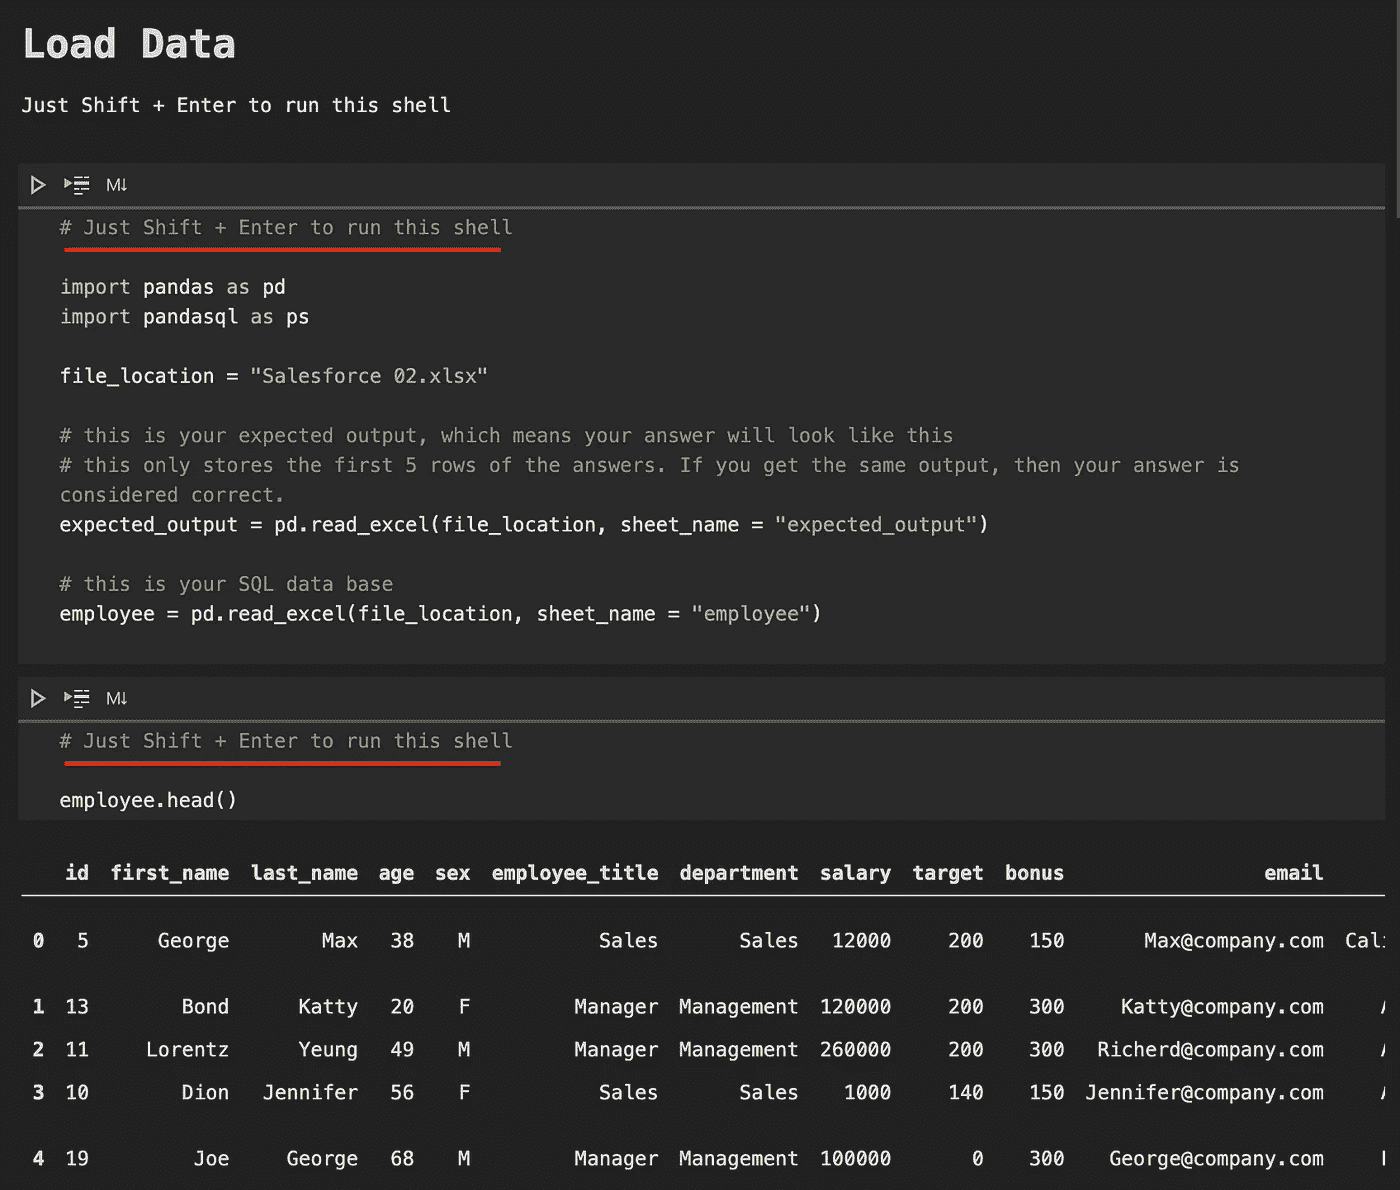 Load Data
Just Shift + Enter to run this shell
M↓
# Just Shift + Enter to run this shell
import pandas as pd
import pandasql as ps
file_location = "Salesforce 02.xlsx"
# this is your expected output, which means your answer will look like this
# this only stores the first 5 rows of the answers. If you get the same output, then your answer is
considered correct.
expected_output = pd.read_excel(file_location, sheet_name = "expected_output")
# this is your SQL data base
employee = pd.read_excel(file_location, sheet_name = "employee")
M↓
# Just Shift + Enter to run this shell
employee.head()
id first_name last_name age sex employee_title department salary target bonus email
0 5 George Max 38 M Sales Sales 12000 200 150 Max@company.com
1 13 Bond Katty 20 F Manager Management 120000 200 300 Katty@company.com
2 11 Lorentz Yeung 49 M Manager Management 260000 200 300 Richerd@company.com
3 10 Dion Jennifer 56 F Sales Sales 1000 140 150 Jennifer@company.com
4 19 Joe George 68 M Manager Management 100000 0 300 George@company.com